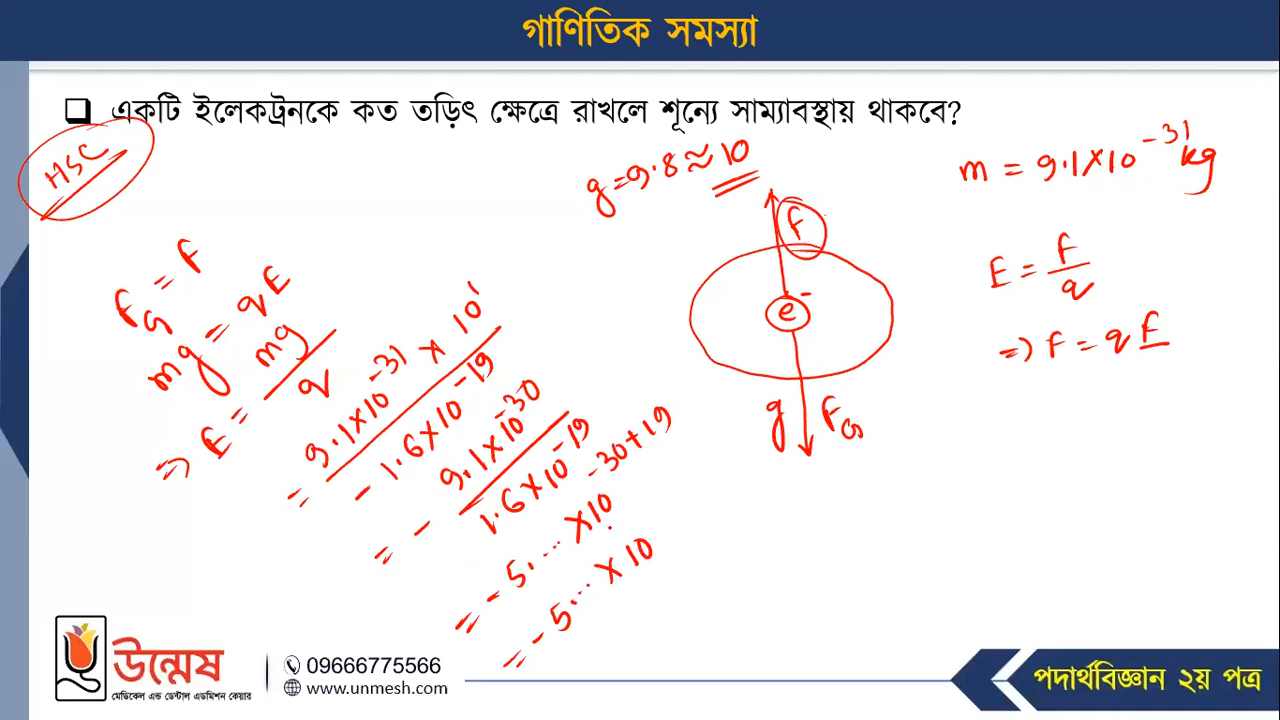 গাণিতিক সমস্যা
❑ একটি ইলেকট্রনকে কত তড়িৎ ক্ষেত্রে রাখলে শূন্যে সাম্যাবস্থায় থাকবে?
HSC
g = 9.8 ≈ 10
m = 9.1×10⁻³¹ kg
F
e⁻
g F_G
E = F/q
⇒ F = qE
F_G = F
mg = qE
⇒ E = mg/q
= 9.1×10⁻³¹ × 10¹ / - 1.6×10⁻¹⁹
= - 9.1×10⁻³⁰ / 1.6×10⁻¹⁹
= - 5... ×10⁻³⁰⁺¹⁹
= - 5... ×10
উন্মেষ
মেডিকেল এন্ড ডেন্টাল এডমিশন কেয়ার
09666775566
www.unmesh.com
পদার্থবিজ্ঞান ২য় পত্র